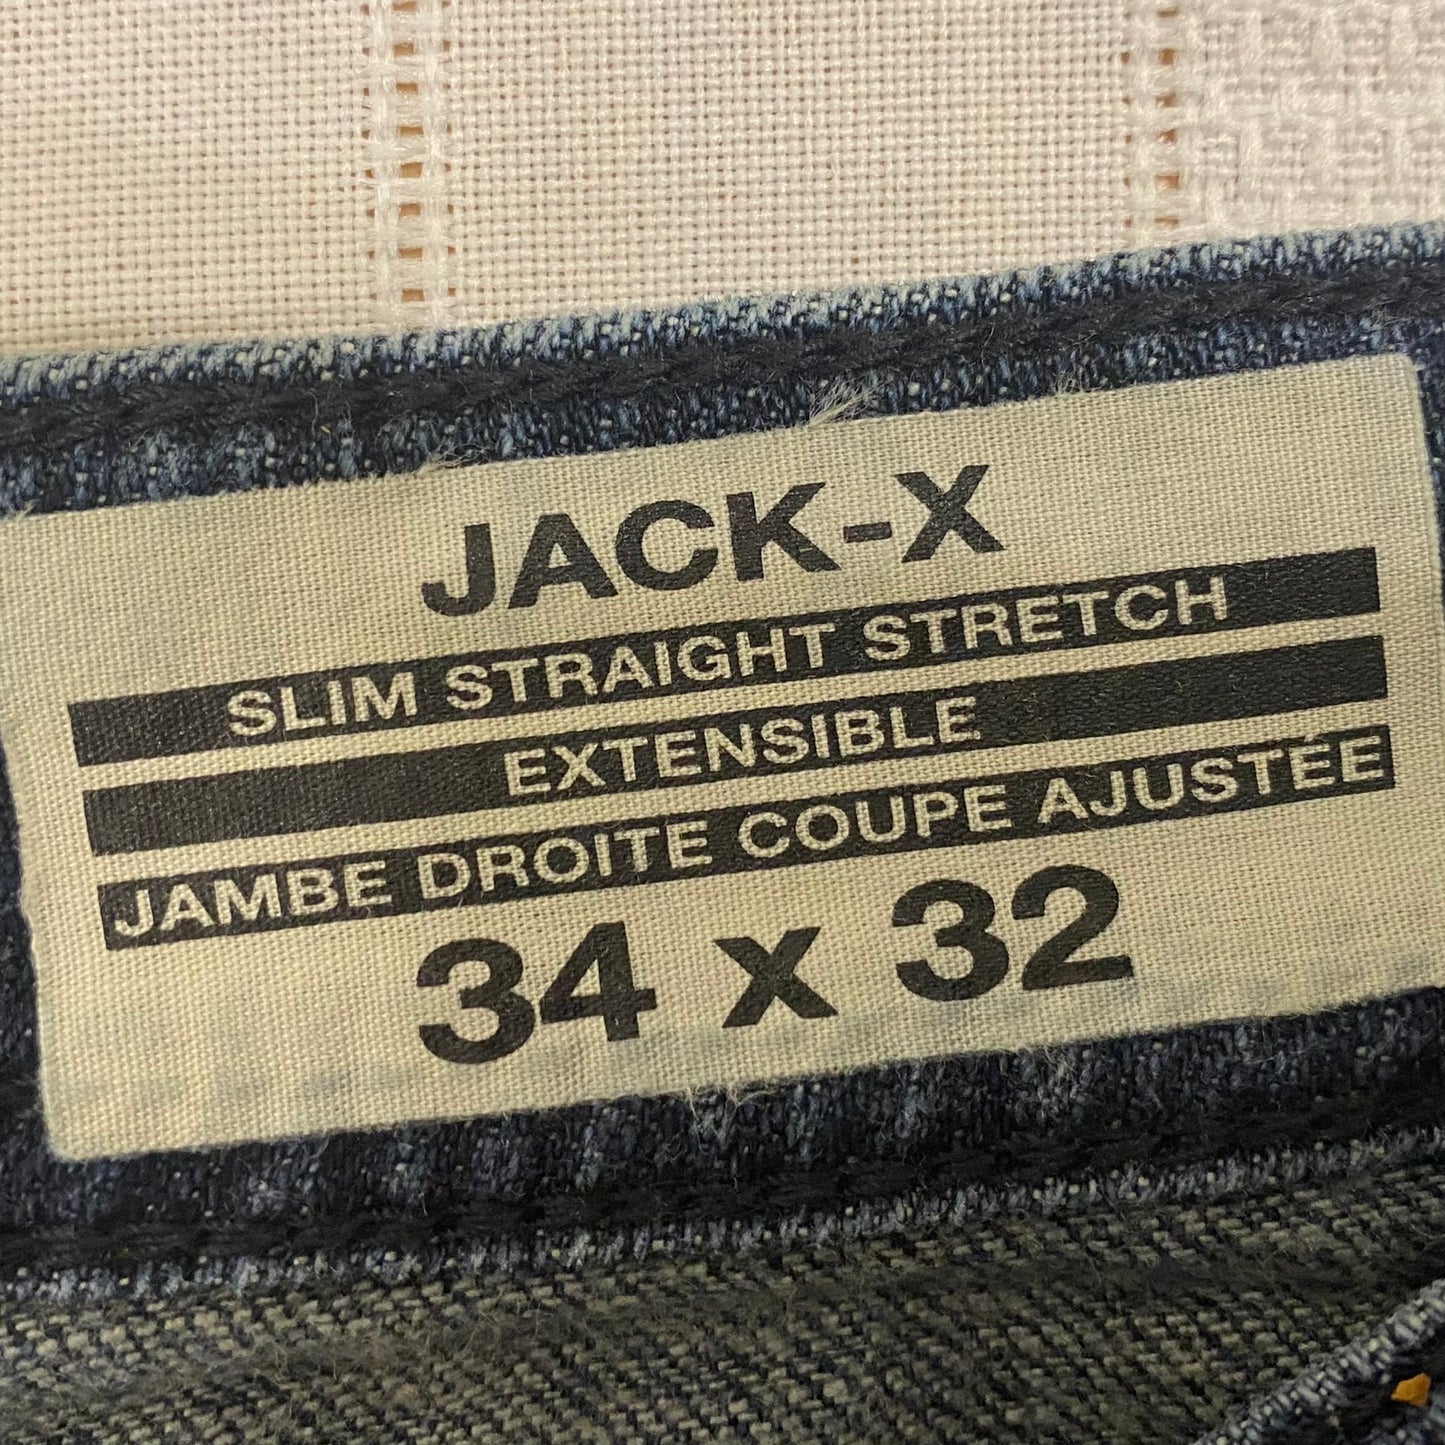 JACK-X
SLIM STRAIGHT STRETCH
EXTENSIBLE
JAMBE DROITE COUPE AJUSTÉE
34 x 32